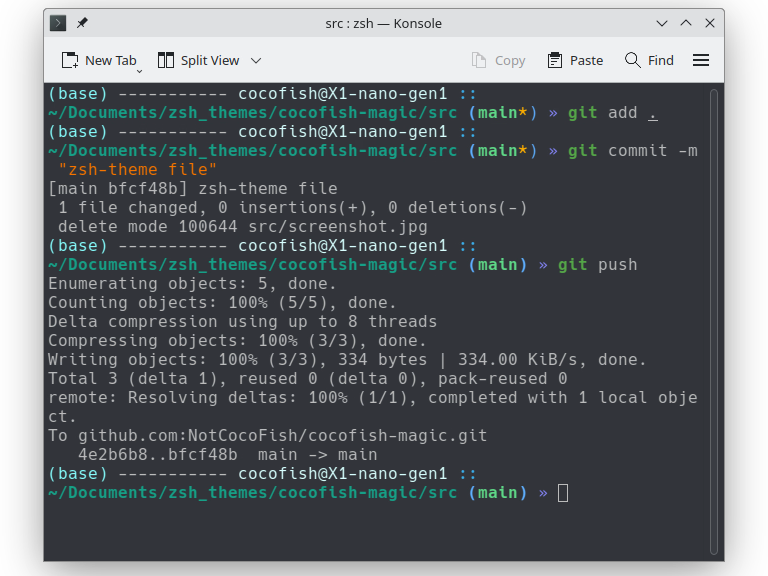 src : zsh — Konsole
New Tab Split View Copy Paste Find
(base) ----------- cocofish@X1-nano-gen1 ::
~/Documents/zsh_themes/cocofish-magic/src (main*) » git add .
(base) ----------- cocofish@X1-nano-gen1 ::
~/Documents/zsh_themes/cocofish-magic/src (main*) » git commit -m
"zsh-theme file"
[main bfcf48b] zsh-theme file
1 file changed, 0 insertions(+), 0 deletions(-)
delete mode 100644 src/screenshot.jpg
(base) ----------- cocofish@X1-nano-gen1 ::
~/Documents/zsh_themes/cocofish-magic/src (main) » git push
Enumerating objects: 5, done.
Counting objects: 100% (5/5), done.
Delta compression using up to 8 threads
Compressing objects: 100% (3/3), done.
Writing objects: 100% (3/3), 334 bytes | 334.00 KiB/s, done.
Total 3 (delta 1), reused 0 (delta 0), pack-reused 0
remote: Resolving deltas: 100% (1/1), completed with 1 local obje
ct.
To github.com:NotCocoFish/cocofish-magic.git
4e2b6b8..bfcf48b  main -> main
(base) ----------- cocofish@X1-nano-gen1 ::
~/Documents/zsh_themes/cocofish-magic/src (main) »